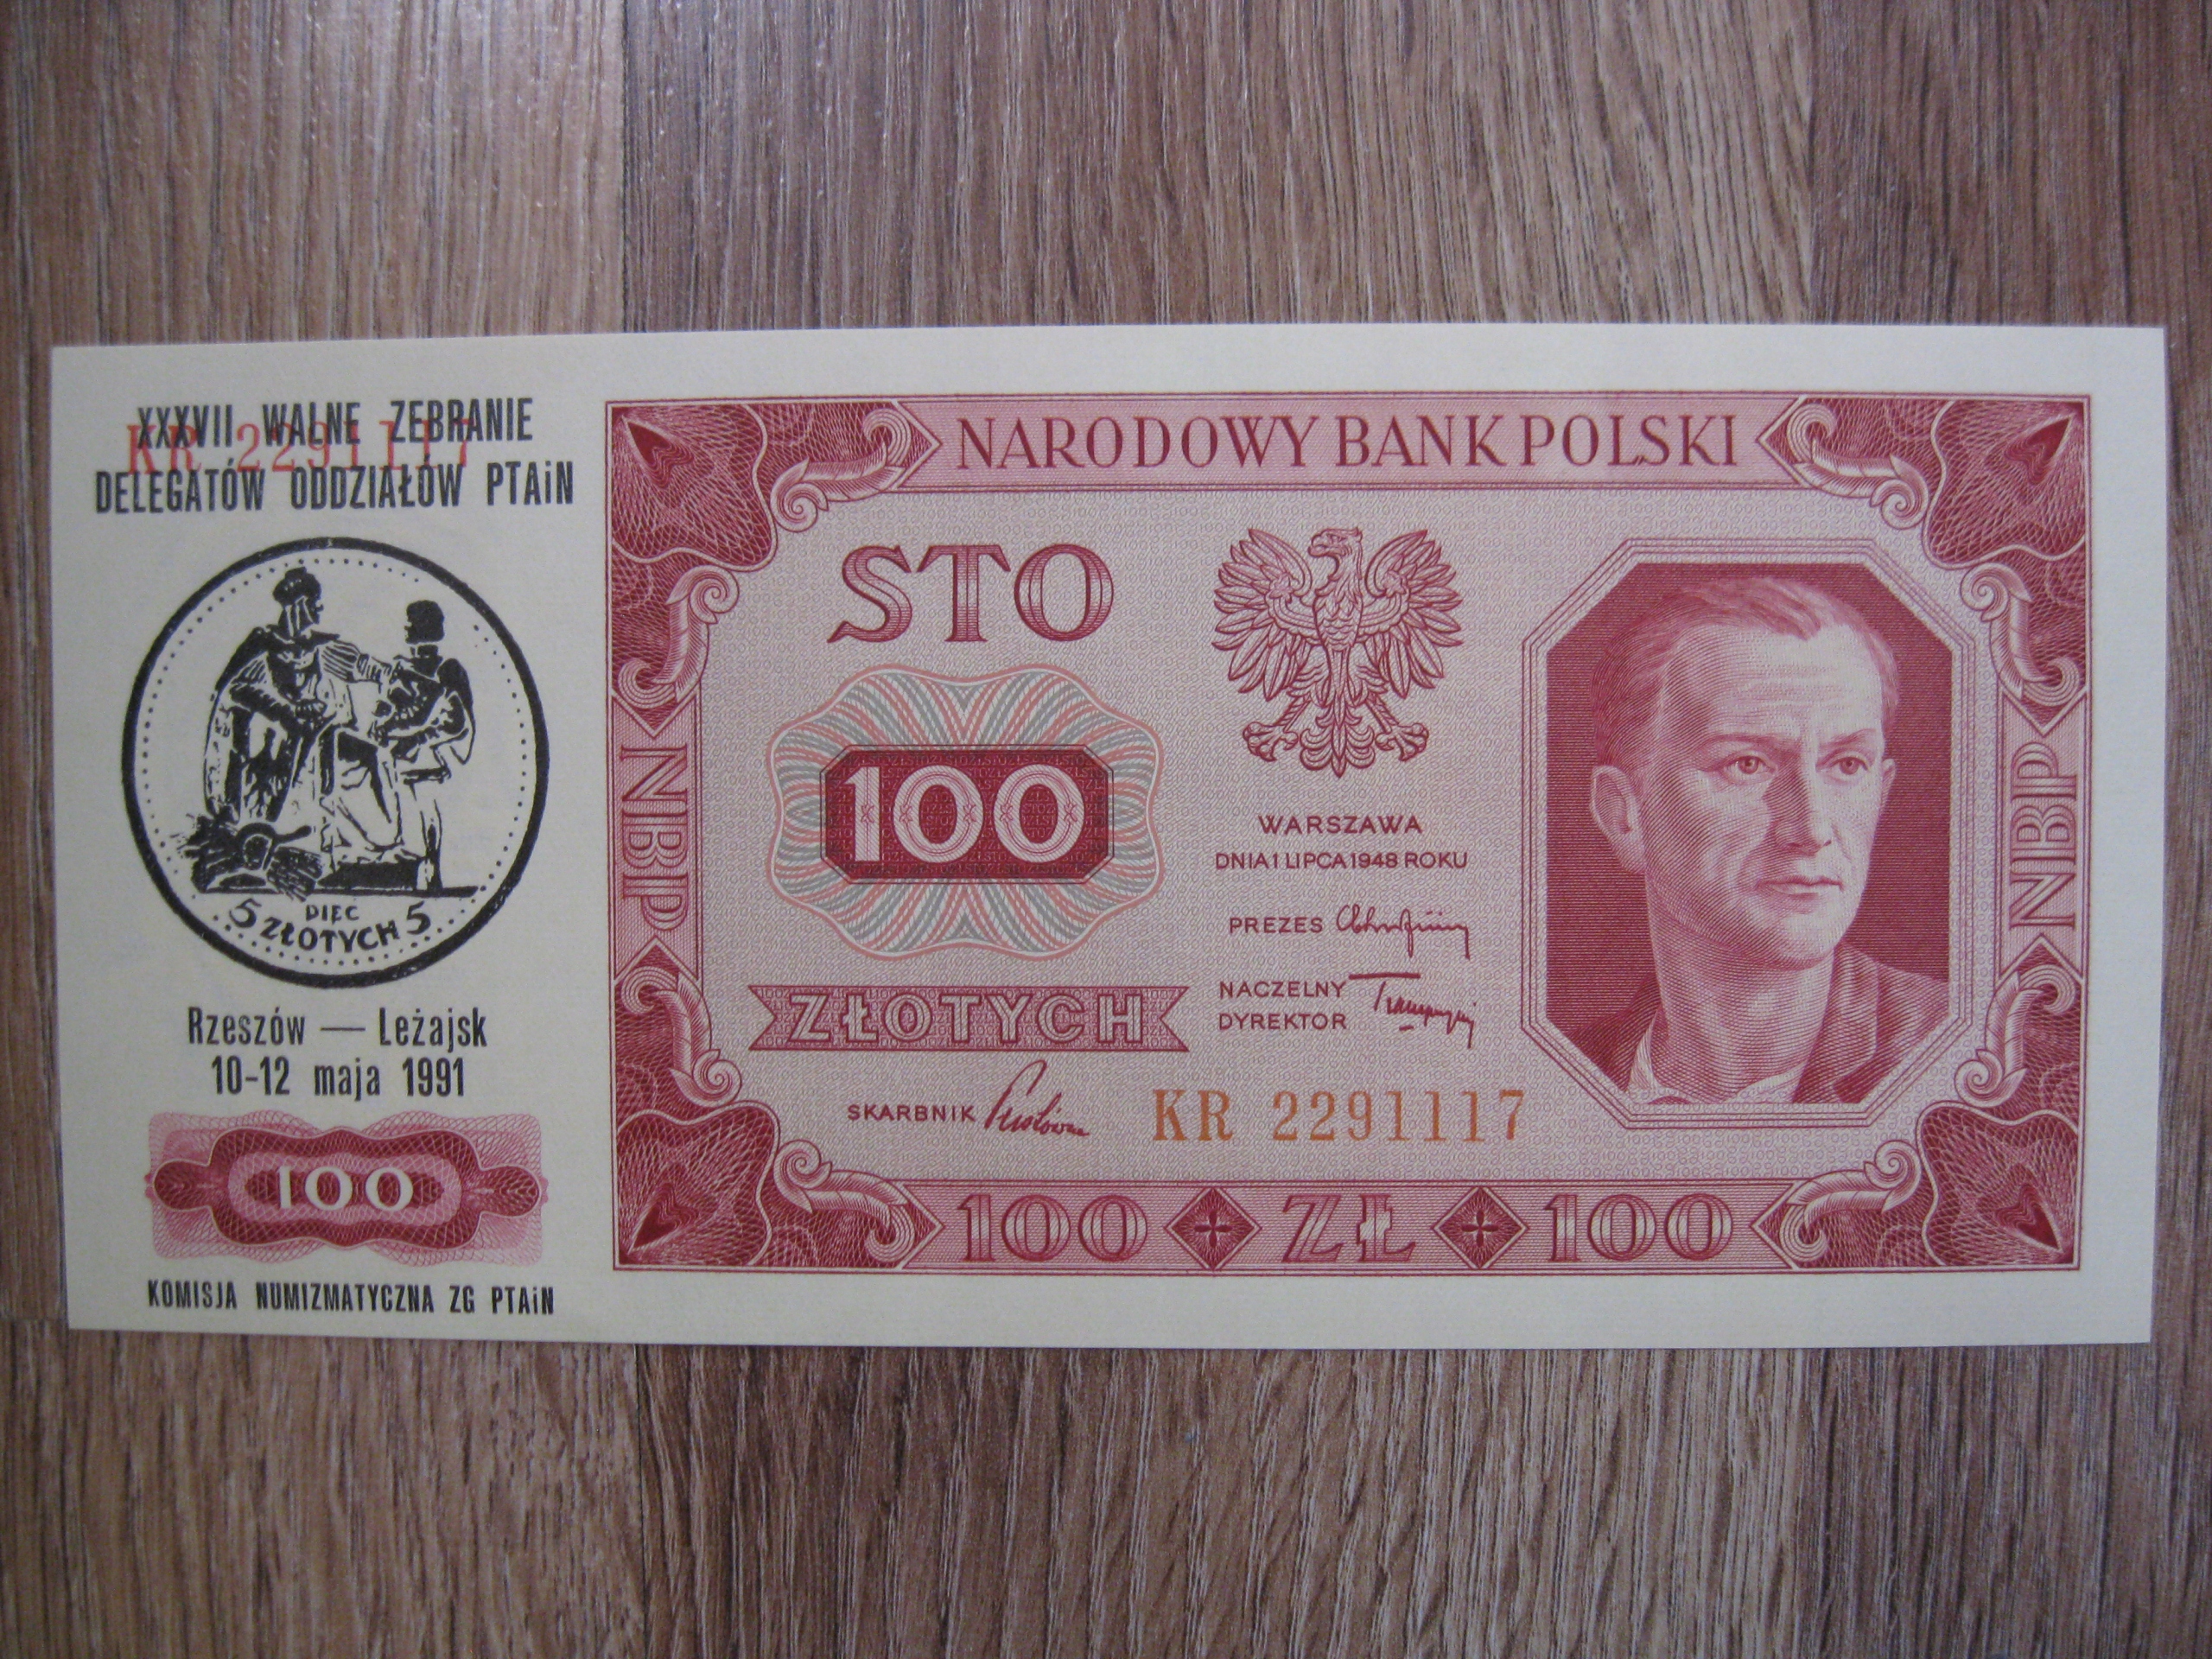 XXXVII WALNE ZEBRANIE
KR 2291117
DELEGATÓW ODDZIAŁÓW PTAiN
PIĘC
5 ZŁOTYCH 5
Rzeszów — Leżajsk
10-12 maja 1991
100
KOMISJA NUMIZMATYCZNA ZG PTAiN
NARODOWY BANK POLSKI
STO
100
ZŁOTYCH
WARSZAWA
DNIA 1 LIPCA 1948 ROKU
PREZES
NACZELNY
DYREKTOR
SKARBNIK
KR 2291117
NBP
NBP
100 ZŁ 100